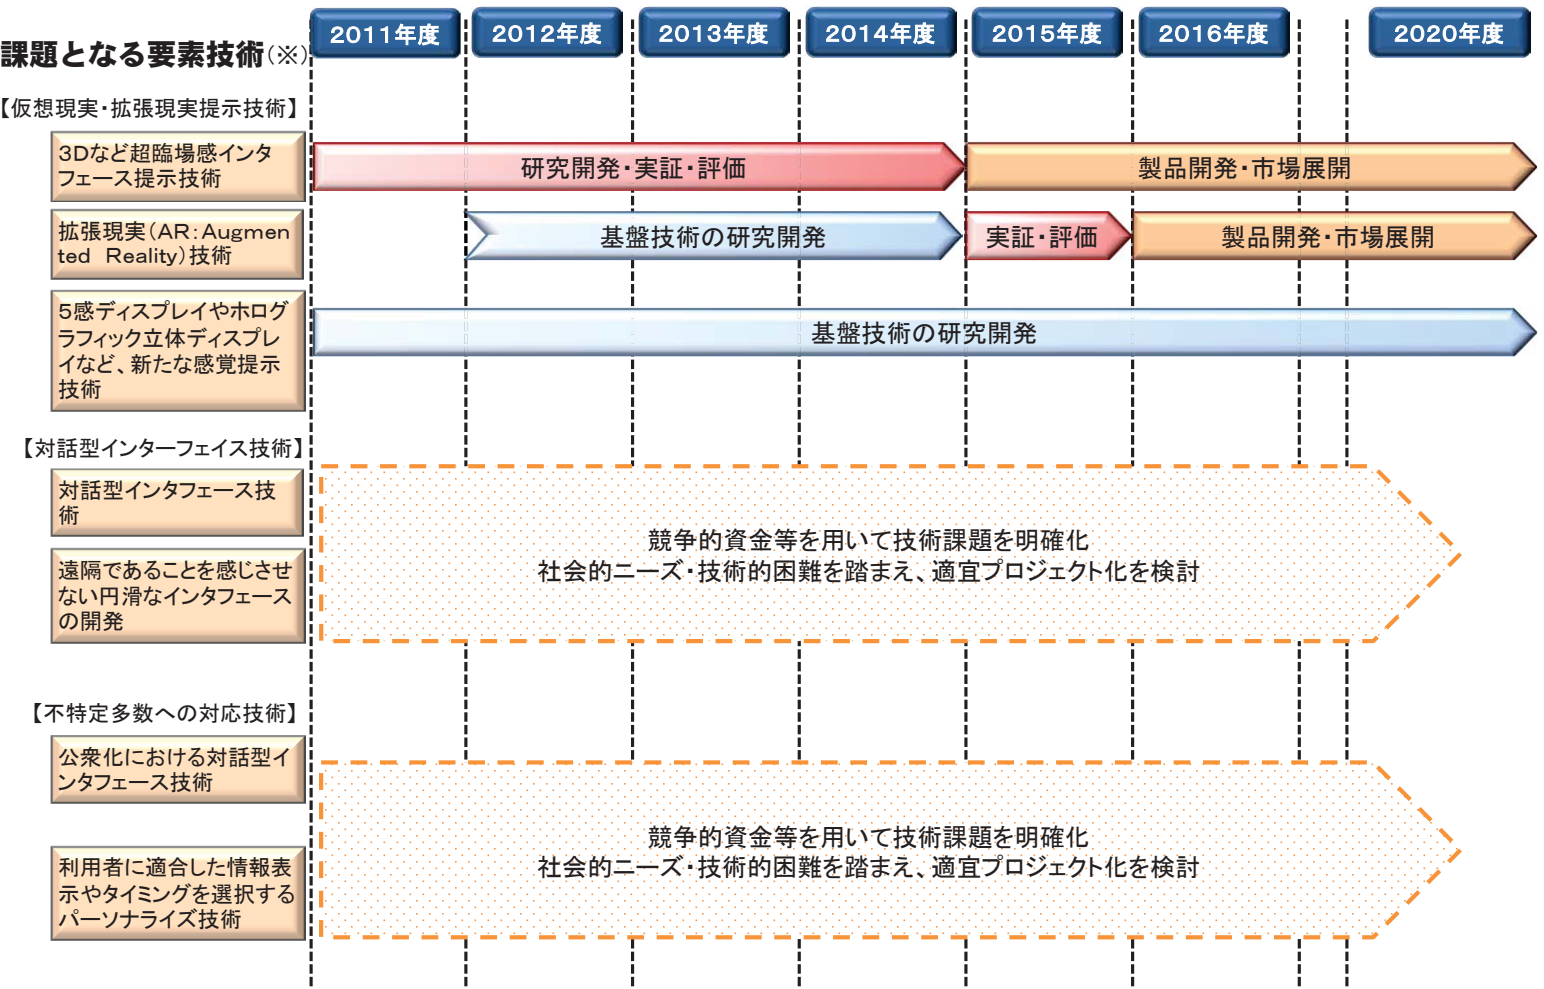 2011年度 2012年度 2013年度 2014年度 2015年度 2016年度 2020年度
課題となる要素技術(※)
【仮想現実・拡張現実提示技術】
3Dなど超臨場感インタ
フェース提示技術
研究開発・実証・評価
製品開発・市場展開
拡張現実(AR:Augmen
ted Reality)技術
基盤技術の研究開発
実証・評価
製品開発・市場展開
5感ディスプレイやホログ
ラフィック立体ディスプレ
イなど、新たな感覚提示
技術
基盤技術の研究開発
【対話型インターフェイス技術】
対話型インタフェース技
術
遠隔であることを感じさせ
ない円滑なインタフェース
の開発
競争的資金等を用いて技術課題を明確化
社会的ニーズ・技術的困難を踏まえ、適宜プロジェクト化を検討
【不特定多数への対応技術】
公衆化における対話型イ
ンタフェース技術
利用者に適合した情報表
示やタイミングを選択する
パーソナライズ技術
競争的資金等を用いて技術課題を明確化
社会的ニーズ・技術的困難を踏まえ、適宜プロジェクト化を検討